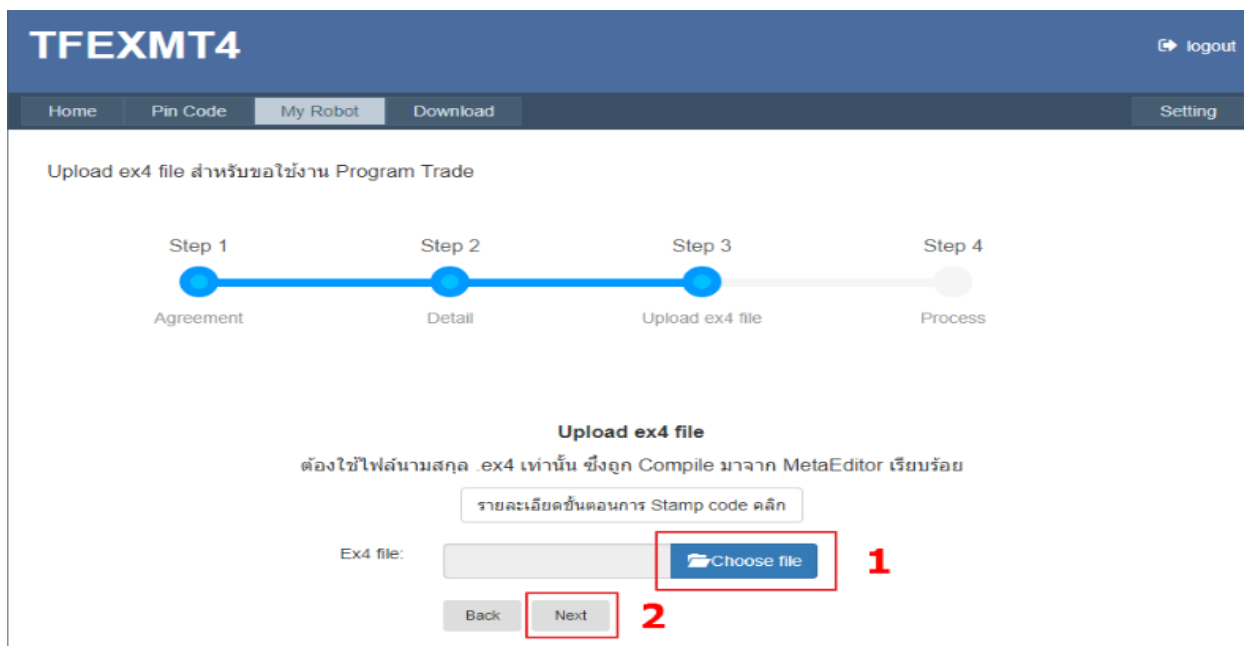 TFEXMT4
logout
Home Pin Code My Robot Download Setting
Upload ex4 file สำหรับขอใช้งาน Program Trade
Step 1 Step 2 Step 3 Step 4
Agreement Detail Upload ex4 file Process
Upload ex4 file
ต้องใช้ไฟล์นามสกุล .ex4 เท่านั้น ซึ่งถูก Compile มาจาก MetaEditor เรียบร้อย
รายละเอียดขั้นตอนการ Stamp code คลิก
Ex4 file: Choose file 1
Back Next 2